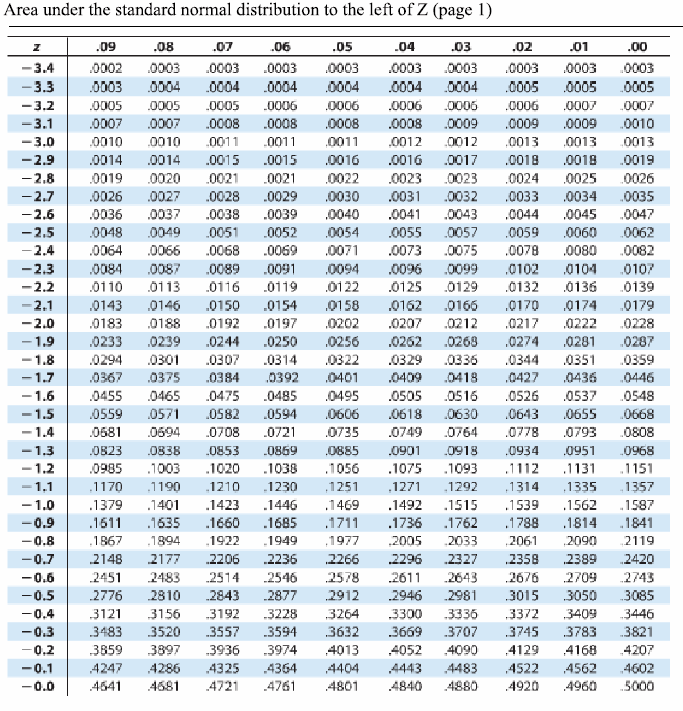 Area under the standard normal distribution to the left of Z (page 1)
z .09 .08 .07 .06 .05 .04 .03 .02 .01 .00
−3.4 .0002 .0003 .0003 .0003 .0003 .0003 .0003 .0003 .0003 .0003
−3.3 .0003 .0004 .0004 .0004 .0004 .0004 .0004 .0005 .0005 .0005
−3.2 .0005 .0005 .0005 .0006 .0006 .0006 .0006 .0006 .0007 .0007
−3.1 .0007 .0007 .0008 .0008 .0008 .0008 .0009 .0009 .0009 .0010
−3.0 .0010 .0010 .0011 .0011 .0011 .0012 .0012 .0013 .0013 .0013
−2.9 .0014 .0014 .0015 .0015 .0016 .0016 .0017 .0018 .0018 .0019
−2.8 .0019 .0020 .0021 .0021 .0022 .0023 .0023 .0024 .0025 .0026
−2.7 .0026 .0027 .0028 .0029 .0030 .0031 .0032 .0033 .0034 .0035
−2.6 .0036 .0037 .0038 .0039 .0040 .0041 .0043 .0044 .0045 .0047
−2.5 .0048 .0049 .0051 .0052 .0054 .0055 .0057 .0059 .0060 .0062
−2.4 .0064 .0066 .0068 .0069 .0071 .0073 .0075 .0078 .0080 .0082
−2.3 .0084 .0087 .0089 .0091 .0094 .0096 .0099 .0102 .0104 .0107
−2.2 .0110 .0113 .0116 .0119 .0122 .0125 .0129 .0132 .0136 .0139
−2.1 .0143 .0146 .0150 .0154 .0158 .0162 .0166 .0170 .0174 .0179
−2.0 .0183 .0188 .0192 .0197 .0202 .0207 .0212 .0217 .0222 .0228
−1.9 .0233 .0239 .0244 .0250 .0256 .0262 .0268 .0274 .0281 .0287
−1.8 .0294 .0301 .0307 .0314 .0322 .0329 .0336 .0344 .0351 .0359
−1.7 .0367 .0375 .0384 .0392 .0401 .0409 .0418 .0427 .0436 .0446
−1.6 .0455 .0465 .0475 .0485 .0495 .0505 .0516 .0526 .0537 .0548
−1.5 .0559 .0571 .0582 .0594 .0606 .0618 .0630 .0643 .0655 .0668
−1.4 .0681 .0694 .0708 .0721 .0735 .0749 .0764 .0778 .0793 .0808
−1.3 .0823 .0838 .0853 .0869 .0885 .0901 .0918 .0934 .0951 .0968
−1.2 .0985 .1003 .1020 .1038 .1056 .1075 .1093 .1112 .1131 .1151
−1.1 .1170 .1190 .1210 .1230 .1251 .1271 .1292 .1314 .1335 .1357
−1.0 .1379 .1401 .1423 .1446 .1469 .1492 .1515 .1539 .1562 .1587
−0.9 .1611 .1635 .1660 .1685 .1711 .1736 .1762 .1788 .1814 .1841
−0.8 .1867 .1894 .1922 .1949 .1977 .2005 .2033 .2061 .2090 .2119
−0.7 .2148 .2177 .2206 .2236 .2266 .2296 .2327 .2358 .2389 .2420
−0.6 .2451 .2483 .2514 .2546 .2578 .2611 .2643 .2676 .2709 .2743
−0.5 .2776 .2810 .2843 .2877 .2912 .2946 .2981 .3015 .3050 .3085
−0.4 .3121 .3156 .3192 .3228 .3264 .3300 .3336 .3372 .3409 .3446
−0.3 .3483 .3520 .3557 .3594 .3632 .3669 .3707 .3745 .3783 .3821
−0.2 .3859 .3897 .3936 .3974 .4013 .4052 .4090 .4129 .4168 .4207
−0.1 .4247 .4286 .4325 .4364 .4404 .4443 .4483 .4522 .4562 .4602
−0.0 .4641 .4681 .4721 .4761 .4801 .4840 .4880 .4920 .4960 .5000